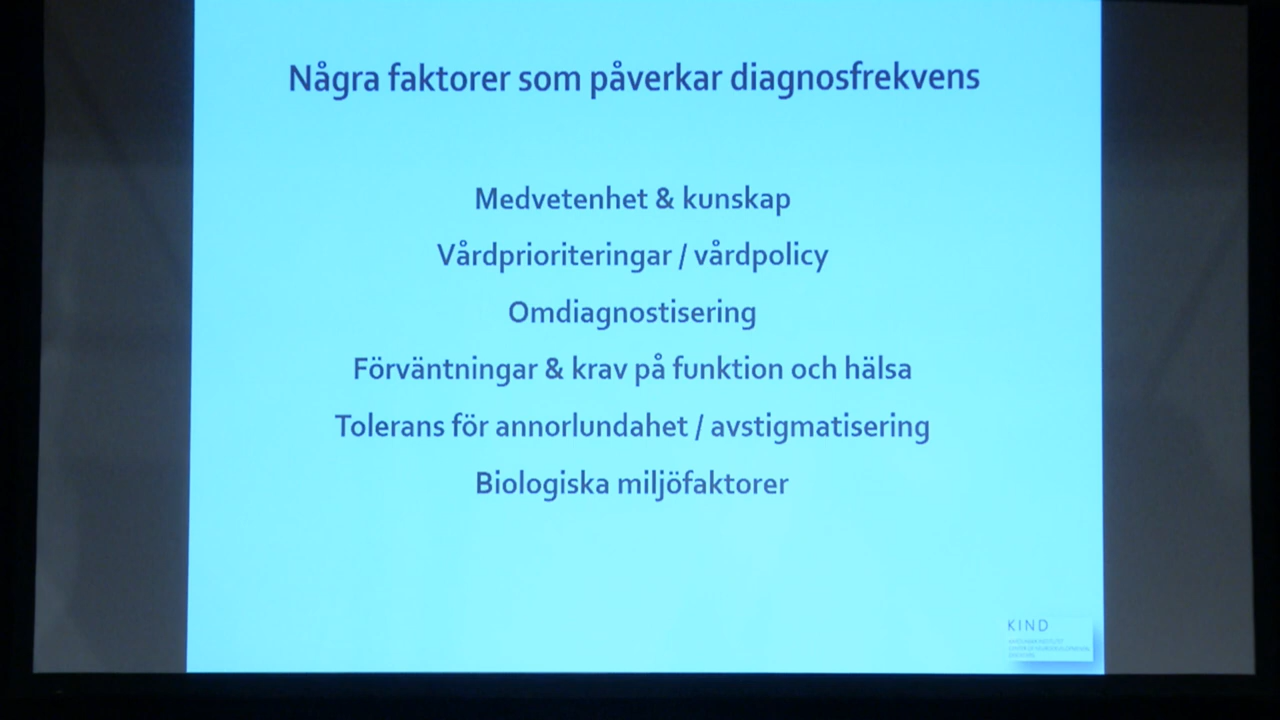 Några faktorer som påverkar diagnosfrekvens
Medvetenhet & kunskap
Vårdprioriteringar / vårdpolicy
Omdiagnostisering
Förväntningar & krav på funktion och hälsa
Tolerans för annorlundahet / avstigmatisering
Biologiska miljöfaktorer
KIND